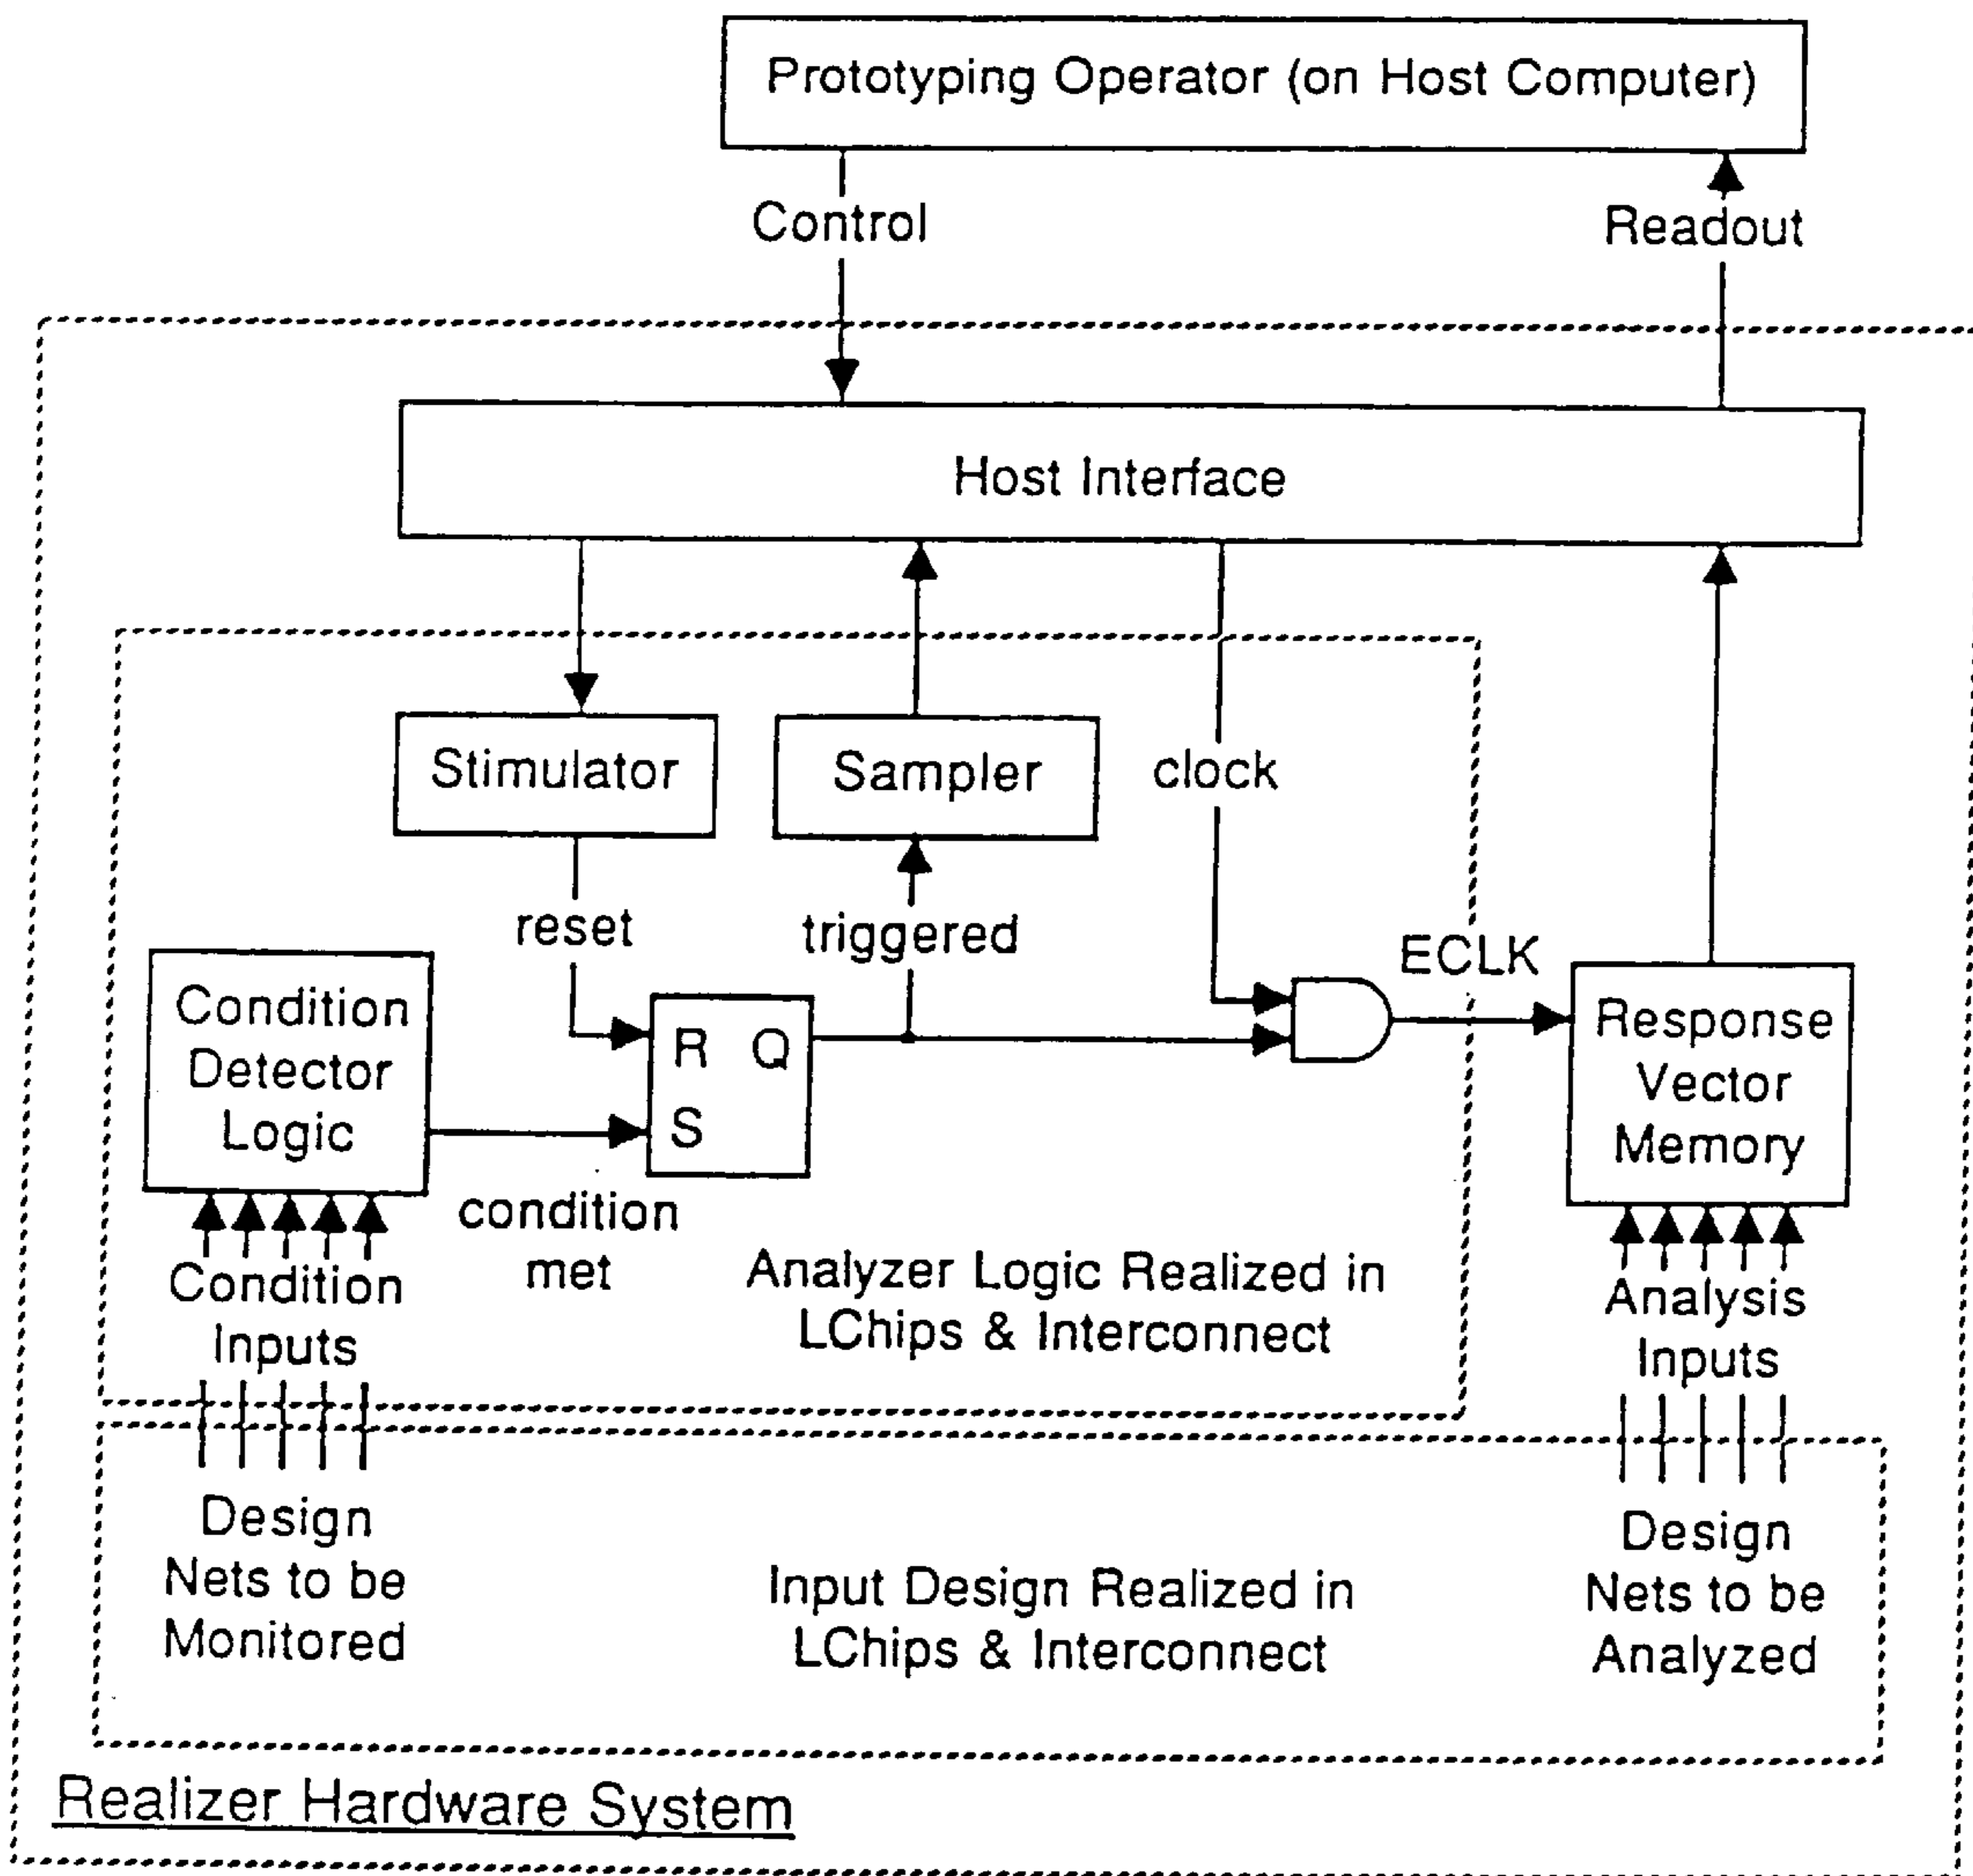 Prototyping Operator (on Host Computer)
Control
Readout
Host Interface
Stimulator
Sampler
clock
reset
triggered
ECLK
Condition
Detector
Logic
R Q
S
Response
Vector
Memory
condition
met
Condition
Inputs
Analyzer Logic Realized in
LChips & Interconnect
Analysis
Inputs
Design
Nets to be
Monitored
Input Design Realized in
LChips & Interconnect
Design
Nets to be
Analyzed
Realizer Hardware System